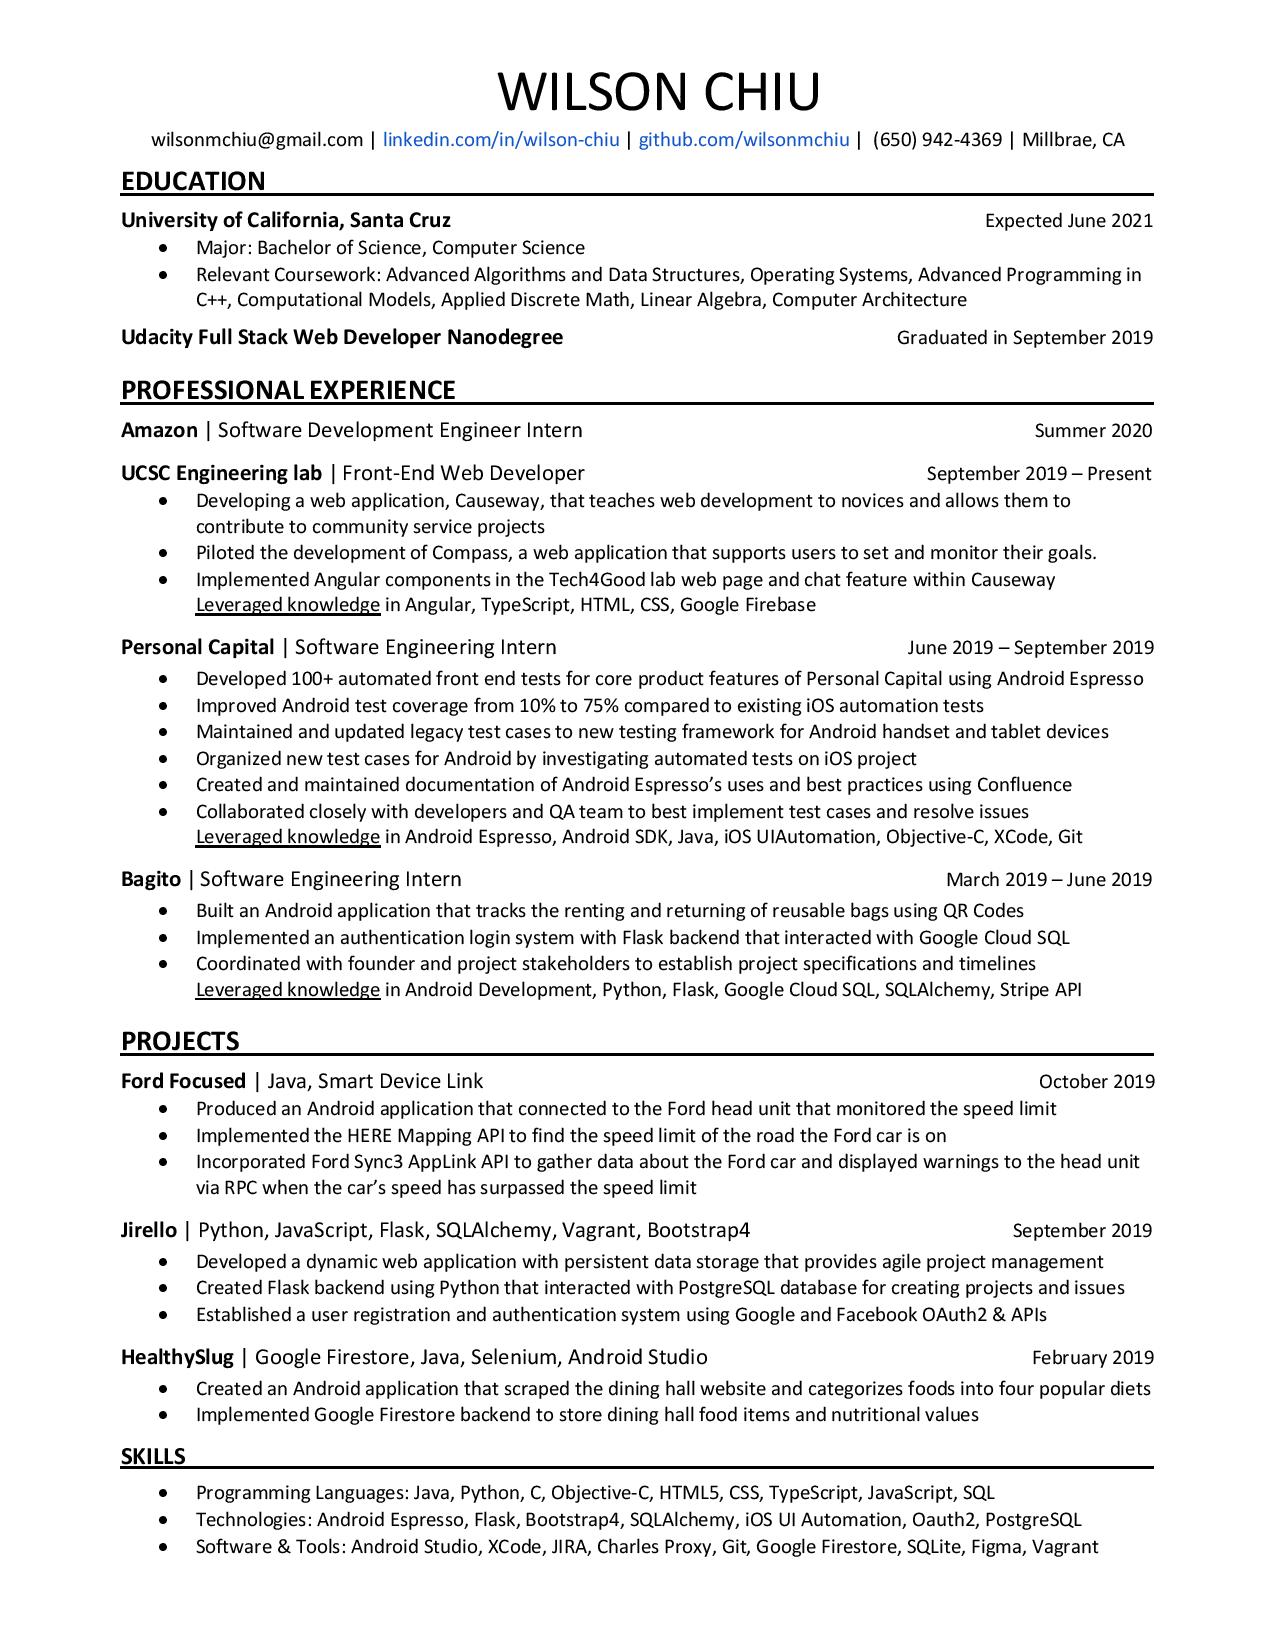 WILSON CHIU
wilsonmchiu@gmail.com | linkedin.com/in/wilson-chiu | github.com/wilsonmchiu | (650) 942-4369 | Millbrae, CA
EDUCATION
University of California, Santa Cruz Expected June 2021
• Major: Bachelor of Science, Computer Science
• Relevant Coursework: Advanced Algorithms and Data Structures, Operating Systems, Advanced Programming in
C++, Computational Models, Applied Discrete Math, Linear Algebra, Computer Architecture
Udacity Full Stack Web Developer Nanodegree Graduated in September 2019
PROFESSIONAL EXPERIENCE
Amazon | Software Development Engineer Intern Summer 2020
UCSC Engineering lab | Front-End Web Developer September 2019 – Present
• Developing a web application, Causeway, that teaches web development to novices and allows them to
contribute to community service projects
• Piloted the development of Compass, a web application that supports users to set and monitor their goals.
• Implemented Angular components in the Tech4Good lab web page and chat feature within Causeway
Leveraged knowledge in Angular, TypeScript, HTML, CSS, Google Firebase
Personal Capital | Software Engineering Intern June 2019 – September 2019
• Developed 100+ automated front end tests for core product features of Personal Capital using Android Espresso
• Improved Android test coverage from 10% to 75% compared to existing iOS automation tests
• Maintained and updated legacy test cases to new testing framework for Android handset and tablet devices
• Organized new test cases for Android by investigating automated tests on iOS project
• Created and maintained documentation of Android Espresso’s uses and best practices using Confluence
• Collaborated closely with developers and QA team to best implement test cases and resolve issues
Leveraged knowledge in Android Espresso, Android SDK, Java, iOS UIAutomation, Objective-C, XCode, Git
Bagito | Software Engineering Intern March 2019 – June 2019
• Built an Android application that tracks the renting and returning of reusable bags using QR Codes
• Implemented an authentication login system with Flask backend that interacted with Google Cloud SQL
• Coordinated with founder and project stakeholders to establish project specifications and timelines
Leveraged knowledge in Android Development, Python, Flask, Google Cloud SQL, SQLAlchemy, Stripe API
PROJECTS
Ford Focused | Java, Smart Device Link October 2019
• Produced an Android application that connected to the Ford head unit that monitored the speed limit
• Implemented the HERE Mapping API to find the speed limit of the road the Ford car is on
• Incorporated Ford Sync3 AppLink API to gather data about the Ford car and displayed warnings to the head unit
via RPC when the car’s speed has surpassed the speed limit
Jirello | Python, JavaScript, Flask, SQLAlchemy, Vagrant, Bootstrap4 September 2019
• Developed a dynamic web application with persistent data storage that provides agile project management
• Created Flask backend using Python that interacted with PostgreSQL database for creating projects and issues
• Established a user registration and authentication system using Google and Facebook OAuth2 & APIs
HealthySlug | Google Firestore, Java, Selenium, Android Studio February 2019
• Created an Android application that scraped the dining hall website and categorizes foods into four popular diets
• Implemented Google Firestore backend to store dining hall food items and nutritional values
SKILLS
• Programming Languages: Java, Python, C, Objective-C, HTML5, CSS, TypeScript, JavaScript, SQL
• Technologies: Android Espresso, Flask, Bootstrap4, SQLAlchemy, iOS UI Automation, Oauth2, PostgreSQL
• Software & Tools: Android Studio, XCode, JIRA, Charles Proxy, Git, Google Firestore, SQLite, Figma, Vagrant